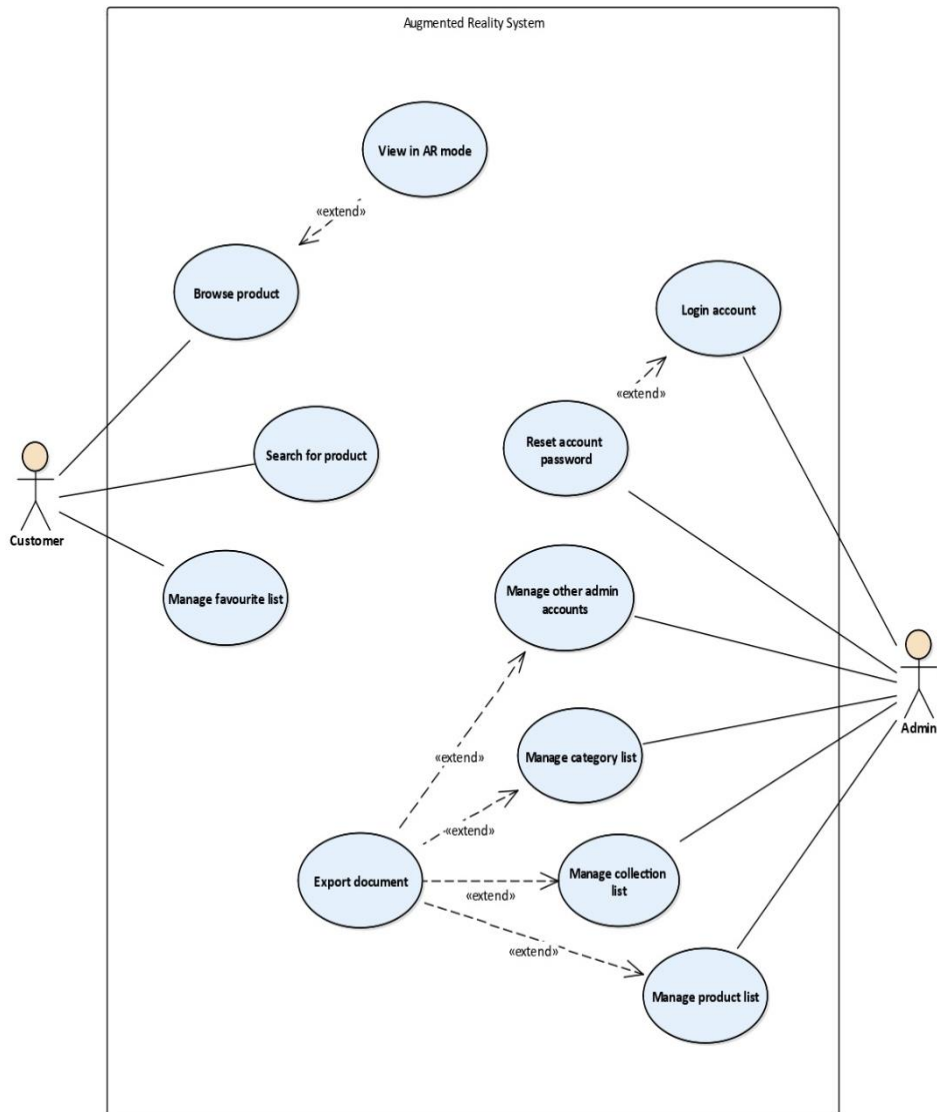 Augmented Reality System
View in AR mode
«extend»
Browse product
Login account
«extend»
Reset account
password
Search for product
Customer
Manage favourite list
Manage other admin
accounts
Admin
«extend»
Manage category list
«extend»
Export document
Manage collection
list
«extend»
«extend»
Manage product list